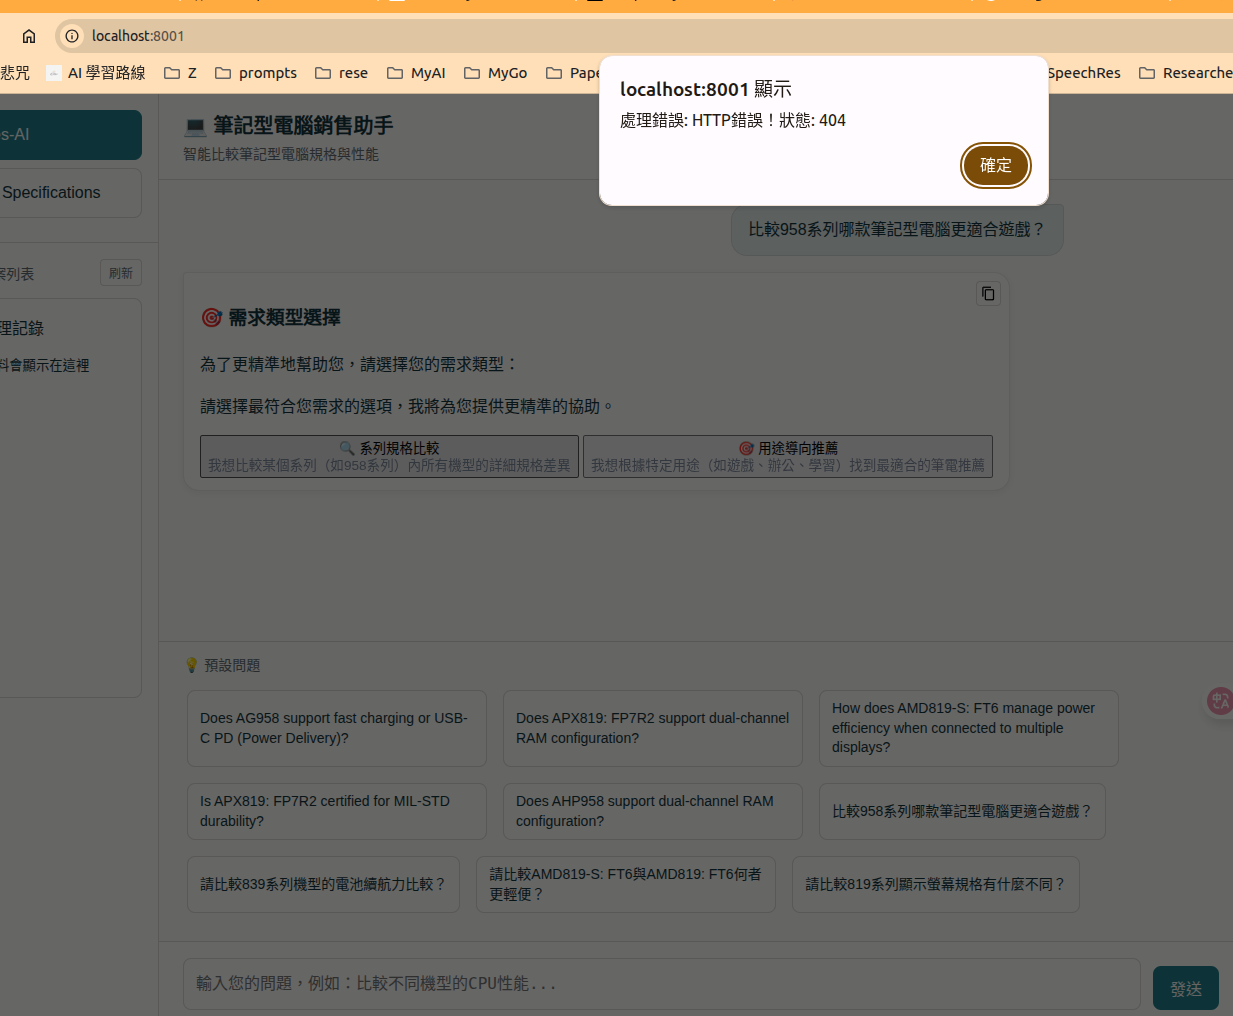 localhost:8001
悲咒
AI 學習路線
Z
prompts
rese
MyAI
MyGo
Pape
SpeechRes
Researche
localhost:8001 顯示
處理錯誤: HTTP錯誤！狀態: 404
確定
s-AI
Specifications
案列表
刷新
理記錄
料會顯示在這裡
💻 筆記型電腦銷售助手
智能比較筆記型電腦規格與性能
比較958系列哪款筆記型電腦更適合遊戲？
🎯 需求類型選擇
為了更精準地幫助您，請選擇您的需求類型：
請選擇最符合您需求的選項，我將為您提供更精準的協助。
🔍 系列規格比較
我想比較某個系列（如958系列）內所有機型的詳細規格差異
🎯 用途導向推薦
我想根據特定用途（如遊戲、辦公、學習）找到最適合的筆電推薦
💡 預設問題
Does AG958 support fast charging or USB-
C PD (Power Delivery)?
Does APX819: FP7R2 support dual-channel
RAM configuration?
How does AMD819-S: FT6 manage power
efficiency when connected to multiple
displays?
Is APX819: FP7R2 certified for MIL-STD
durability?
Does AHP958 support dual-channel RAM
configuration?
比較958系列哪款筆記型電腦更適合遊戲？
請比較839系列機型的電池續航力比較？
請比較AMD819-S: FT6與AMD819: FT6何者
更輕便？
請比較819系列顯示螢幕規格有什麼不同？
輸入您的問題，例如：比較不同機型的CPU性能...
發送